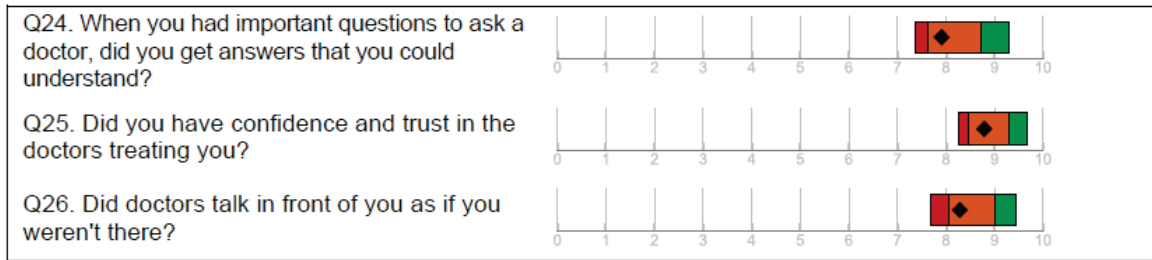 Q24. When you had important questions to ask a
doctor, did you get answers that you could
understand?
0 1 2 3 4 5 6 7 8 9 10
Q25. Did you have confidence and trust in the
doctors treating you?
0 1 2 3 4 5 6 7 8 9 10
Q26. Did doctors talk in front of you as if you
weren't there?
0 1 2 3 4 5 6 7 8 9 10